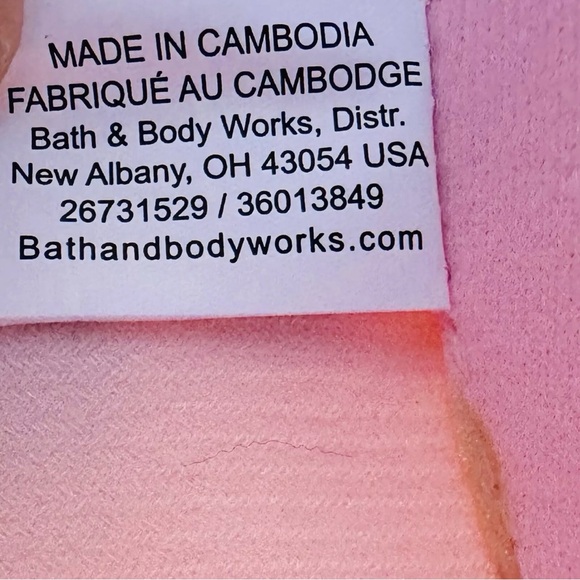 MADE IN CAMBODIA
FABRIQUÉ AU CAMBODGE
Bath & Body Works, Distr.
New Albany, OH 43054 USA
26731529 / 36013849
Bathandbodyworks.com